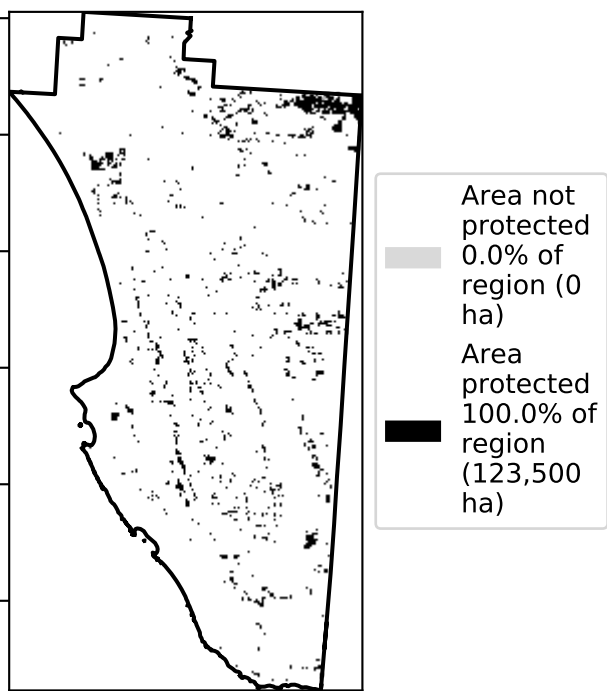 Area not
protected
0.0% of
region (0
ha)
Area
protected
100.0% of
region
(123,500
ha)